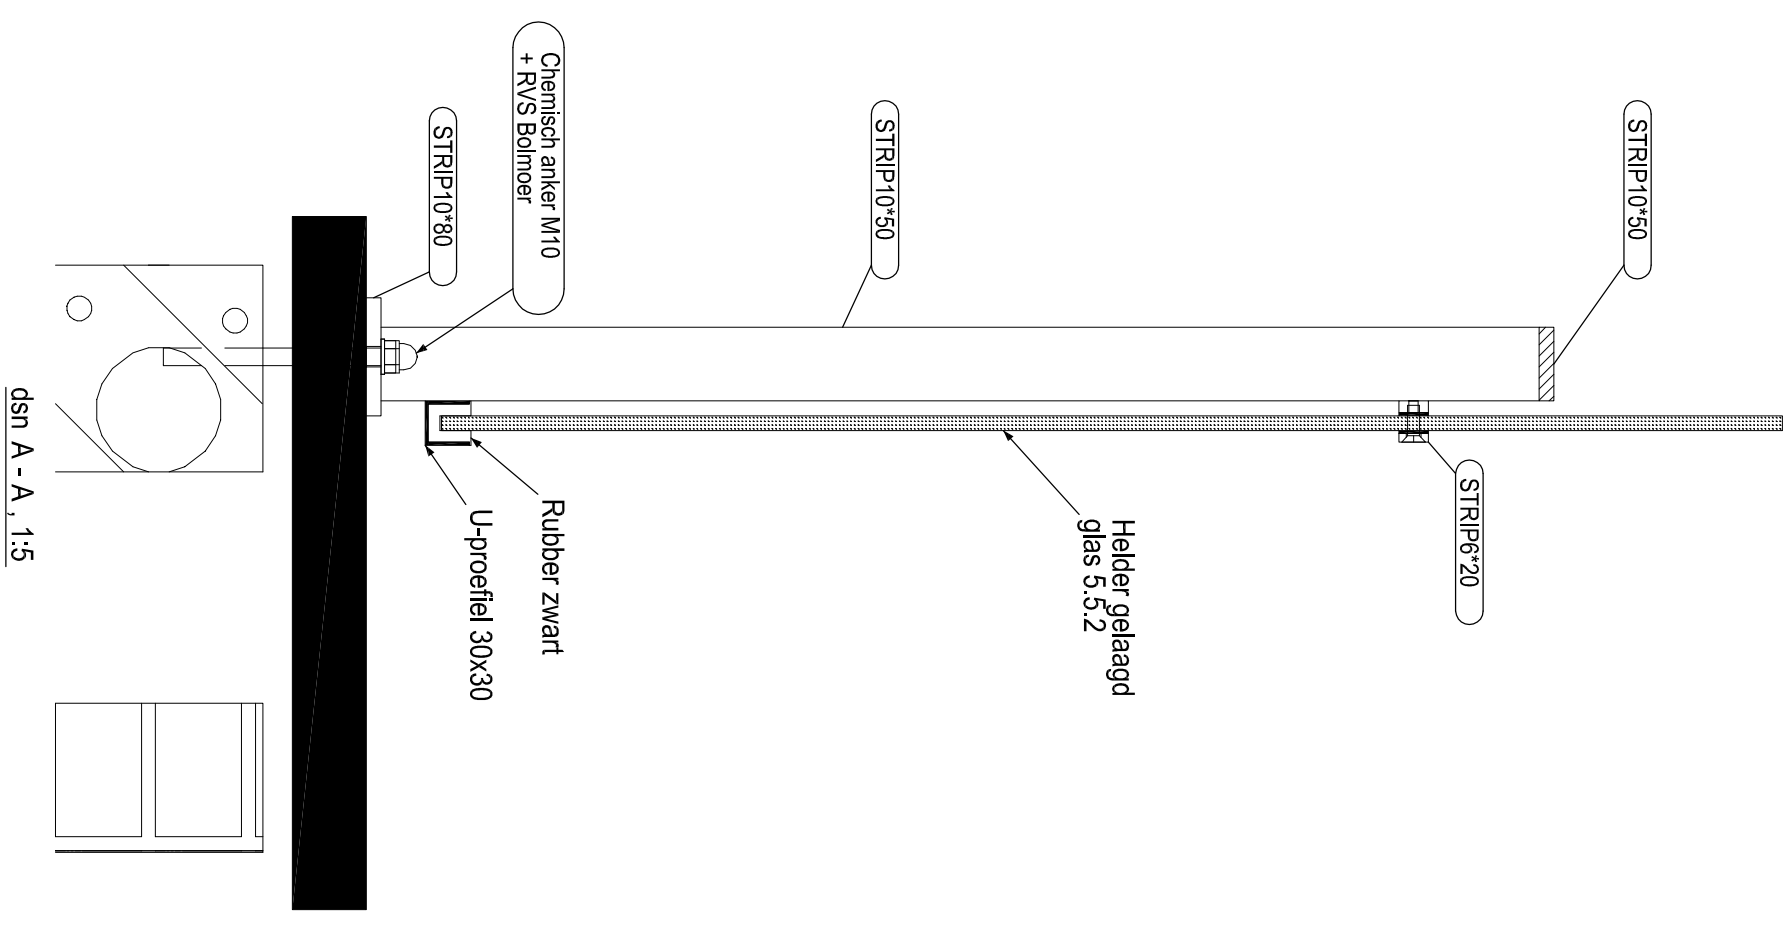 STRIP10*50
STRIP10*50
STRIP6*20
Helder gelaagd
glas 5.5.2
Chemisch anker M10
+ RVS Bolmoer
Rubber zwart
U-proefiel 30x30
STRIP10*80
dsn A - A , 1:5